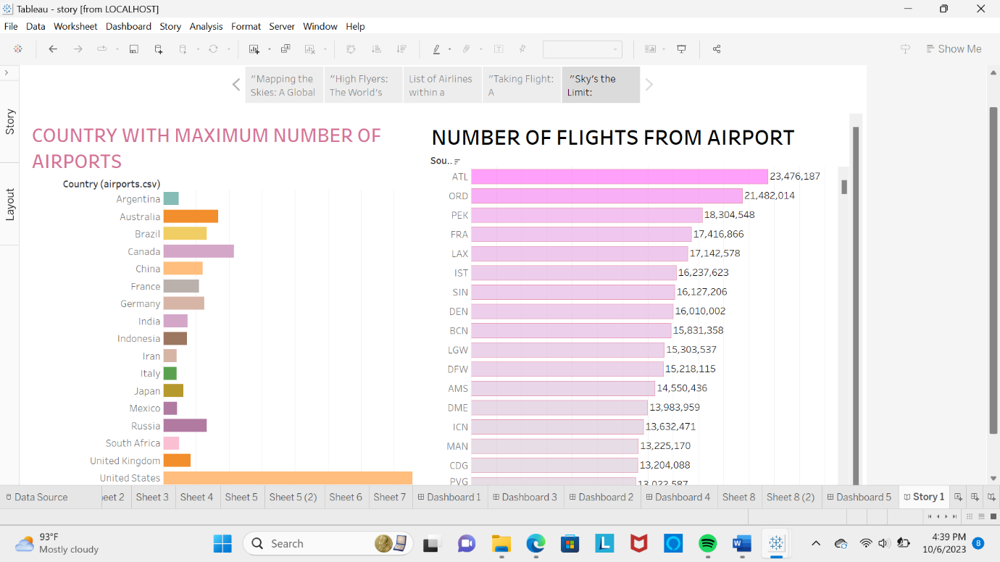 Tableau - story [from LOCALHOST]
File Data Worksheet Dashboard Story Analysis Format Server Window Help
Show Me
Story
Layout
"Mapping the
Skies: A Global
"High Flyers:
The World's
List of Airlines
within a
"Taking Flight:
A
"Sky's the
Limit:
COUNTRY WITH MAXIMUM NUMBER OF
AIRPORTS
Country (airports.csv)
Argentina
Australia
Brazil
Canada
China
France
Germany
India
Indonesia
Iran
Italy
Japan
Mexico
Russia
South Africa
United Kingdom
United States
NUMBER OF FLIGHTS FROM AIRPORT
Sou..
ATL 23,476,187
ORD 21,482,014
PEK 18,304,548
FRA 17,416,866
LAX 17,142,578
IST 16,237,623
SIN 16,127,206
DEN 16,010,002
BCN 15,831,358
LGW 15,303,537
DFW 15,218,115
AMS 14,550,436
DME 13,983,959
ICN 13,632,471
MAN 13,225,170
CDG 13,204,088
PVG 13,022,587
Data Source eet 2 Sheet 3 Sheet 4 Sheet 5 Sheet 5 (2) Sheet 6 Sheet 7 Dashboard 1 Dashboard 3 Dashboard 2 Dashboard 4 Sheet 8 Sheet 8 (2) Dashboard 5 Story 1
93°F
Mostly cloudy
Search
L
W
4:39 PM
10/6/2023
8